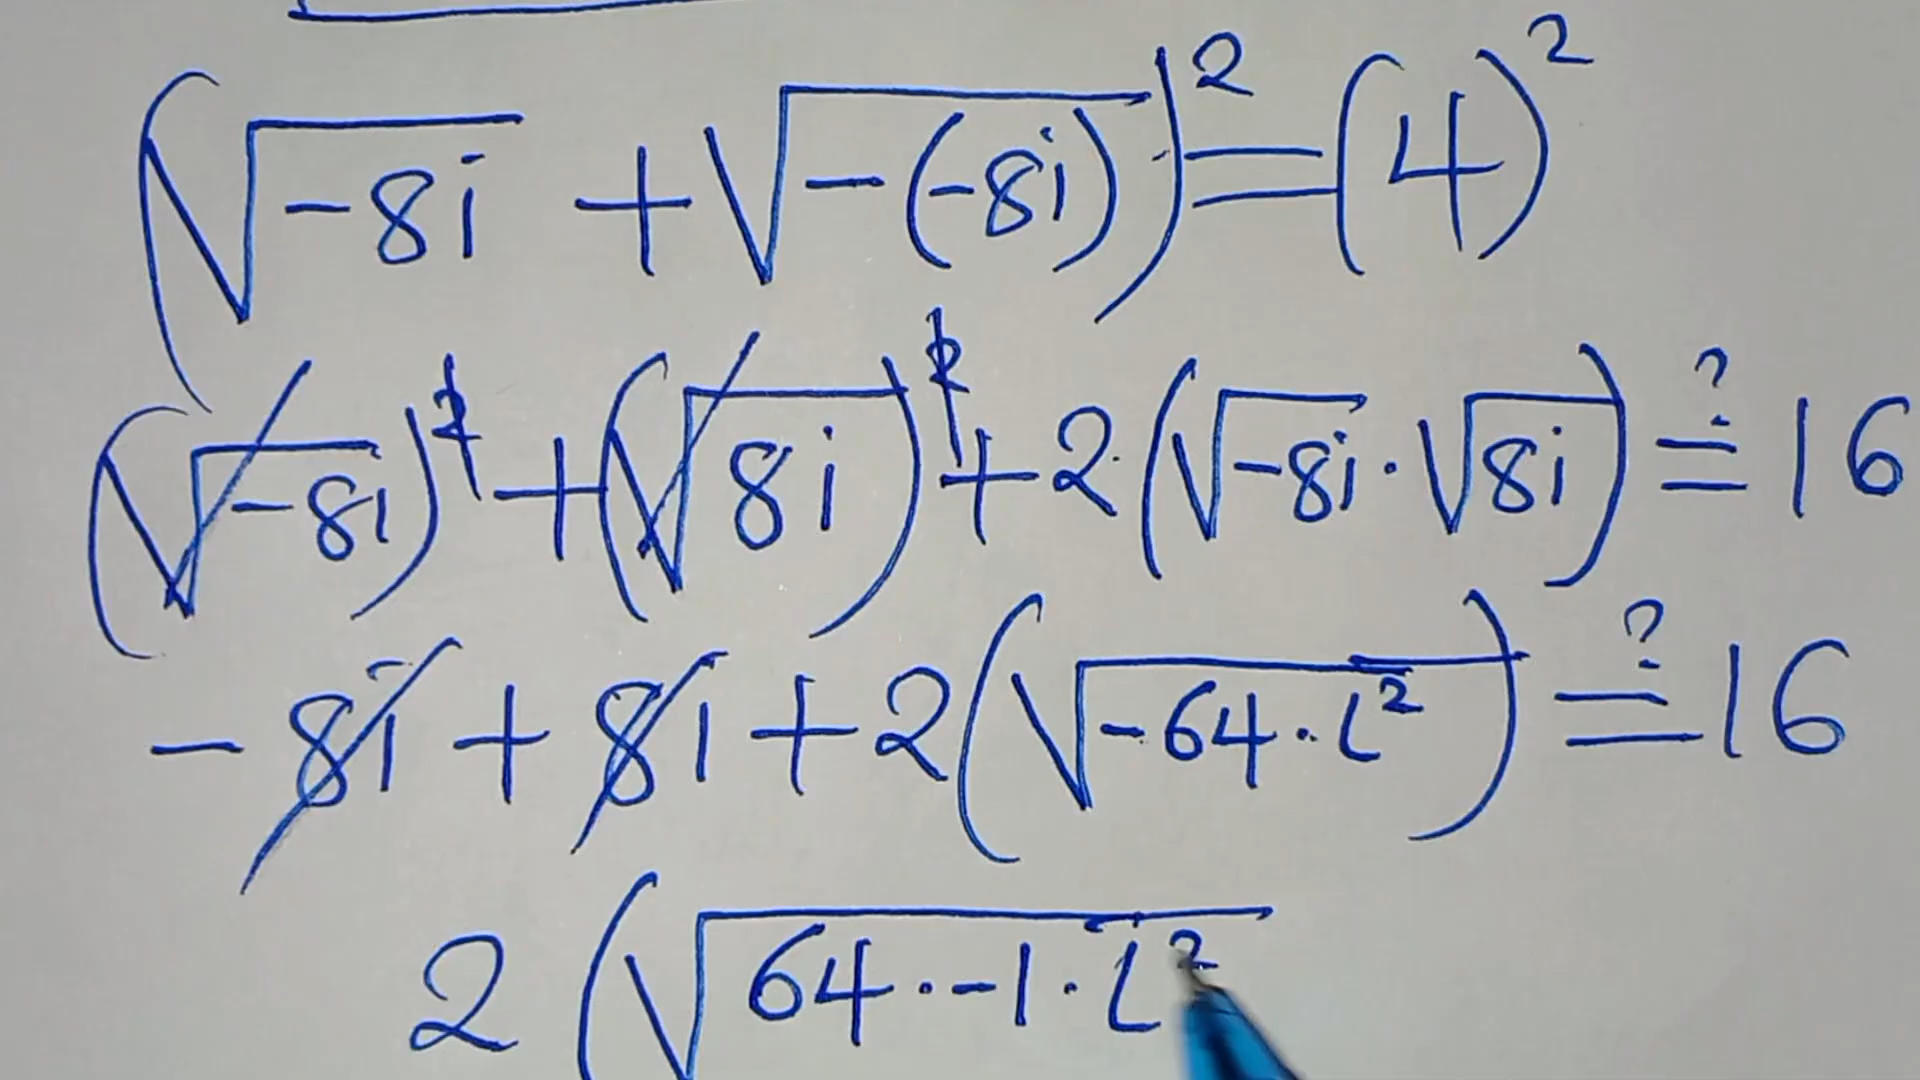 (√-8i + √-(-8i))² = (4)²
(√-8i)² + (√8i)² + 2(√-8i · √8i) ≟ 16
-8i + 8i + 2(√-64·i²) ≟ 16
2(√64·-1·i²